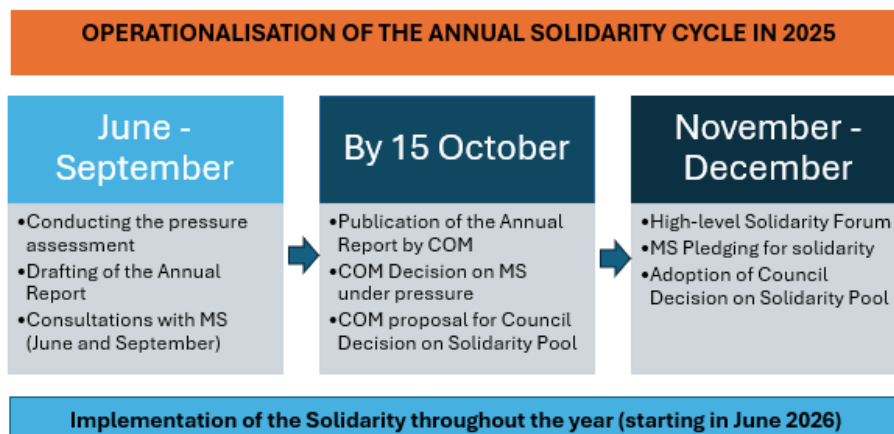 OPERATIONALISATION OF THE ANNUAL SOLIDARITY CYCLE IN 2025
June -
September
•Conducting the pressure
assessment
•Drafting of the Annual
Report
•Consultations with MS
(June and September)
By 15 October
•Publication of the Annual
Report by COM
•COM Decision on MS
under pressure
•COM proposal for Council
Decision on Solidarity Pool
November -
December
•High-level Solidarity Forum
•MS Pledging for solidarity
•Adoption of Council
Decision on Solidarity Pool
Implementation of the Solidarity throughout the year (starting in June 2026)